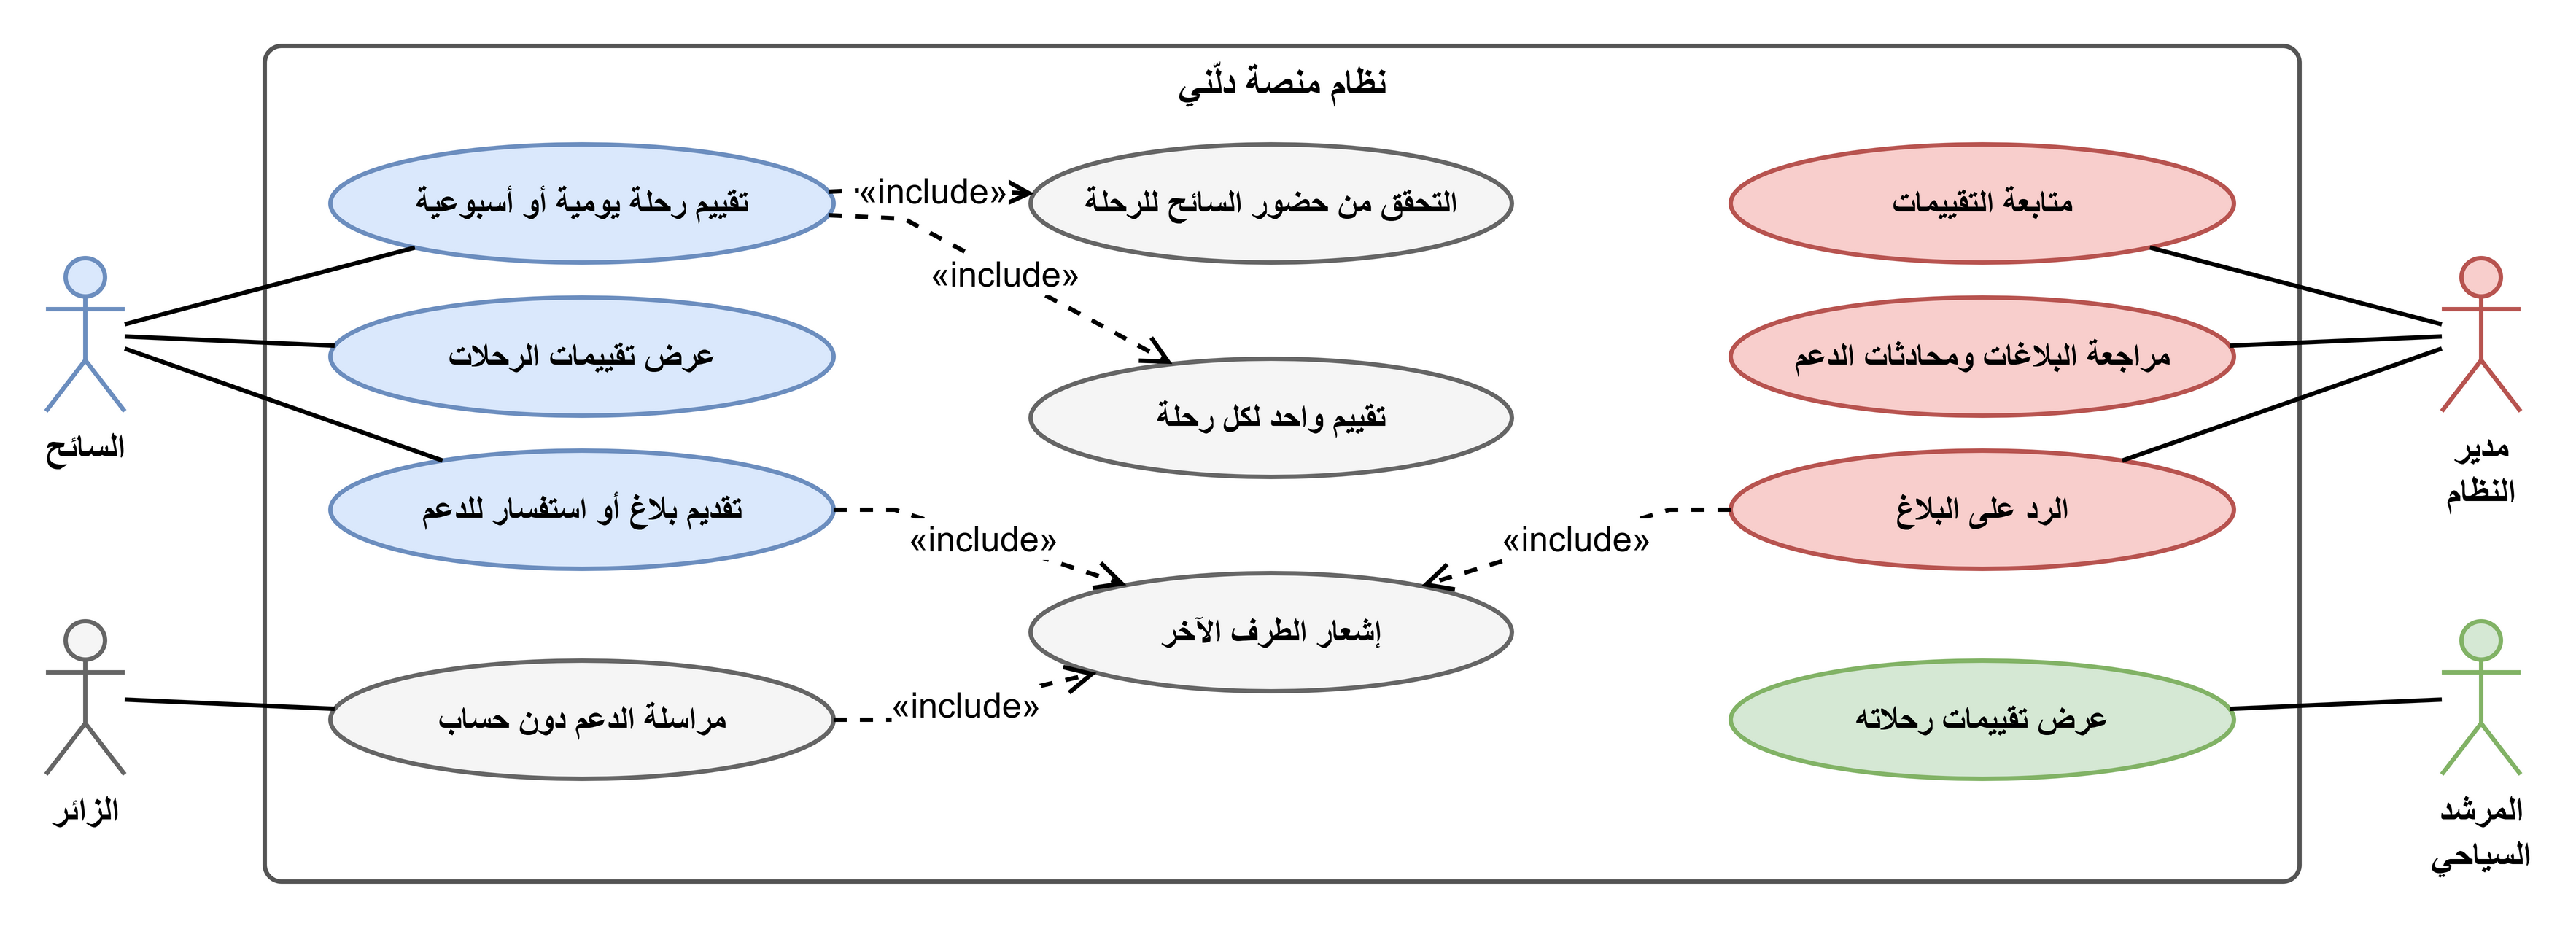 نظام منصة دلّني
تقييم رحلة يومية أو أسبوعية
«include»
التحقق من حضور السائح للرحلة
متابعة التقييمات
«include»
عرض تقييمات الرحلات
مراجعة البلاغات ومحادثات الدعم
تقييم واحد لكل رحلة
السائح
مدير
النظام
تقديم بلاغ أو استفسار للدعم
«include»
«include»
الرد على البلاغ
إشعار الطرف الآخر
مراسلة الدعم دون حساب
«include»
عرض تقييمات رحلاته
الزائر
المرشد
السياحي